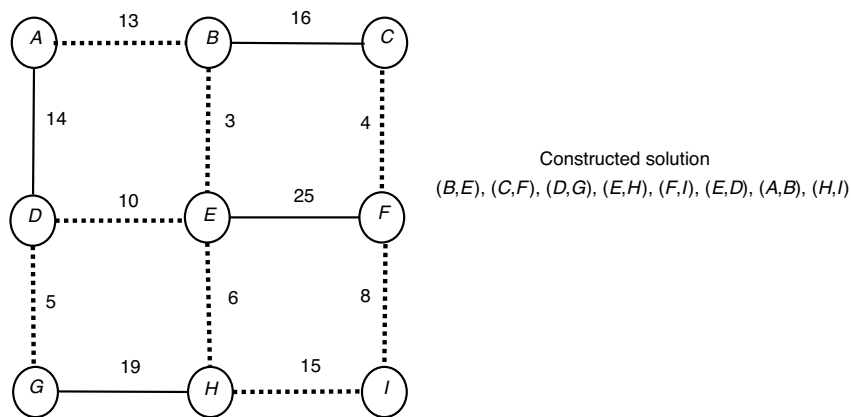 13 16
A B C
14 3 4
Constructed solution
(B,E), (C,F), (D,G), (E,H), (F,I), (E,D), (A,B), (H,I)
10 25
D E F
5 6 8
19 15
G H I